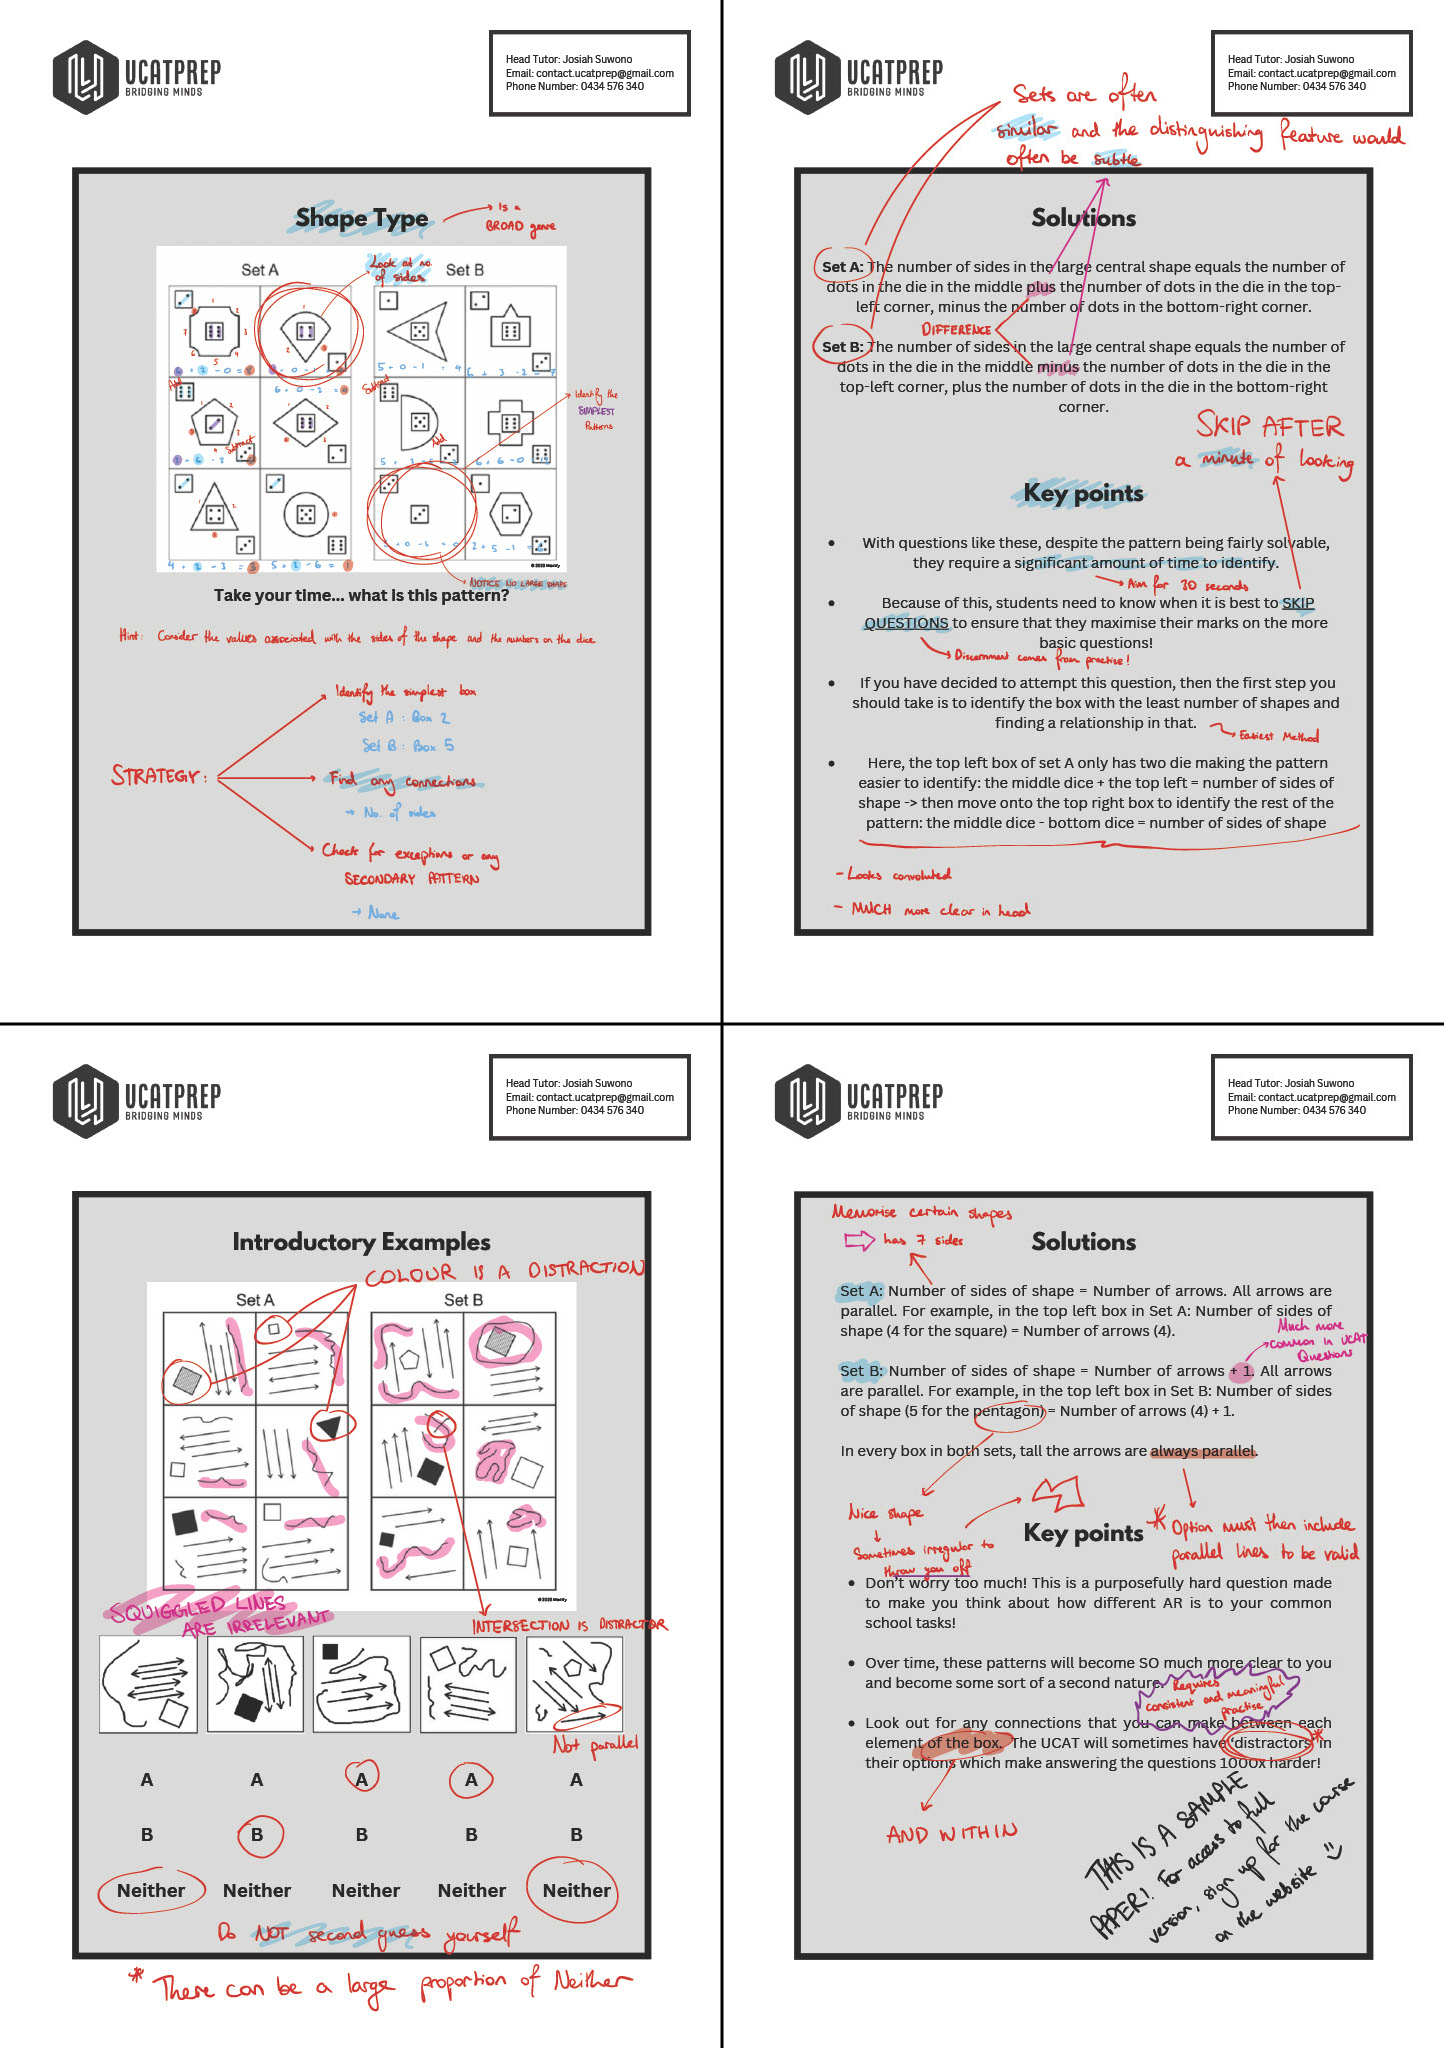 UCATPREP
BRIDGING MINDS
Head Tutor: Josiah Suwono
Email: contact.ucatprep@gmail.com
Phone Number: 0434 576 340
Shape Type
Is a
BROAD genre
Set A
Look at no.
of sides
Set B
Add
Subtract
Subtract
Add
Identify the
SIMPLEST
Patterns
NOTICE NO LARGE SHAPE
Take your time... what is this pattern?
Hint: Consider the values associated with the sides of the shape and the numbers on the dice
STRATEGY:
Identify the simplest box
Set A : Box 2
Set B : Box 5
Find any connections
→ No. of sides
Check for exceptions or any
SECONDARY PATTERN
→ None
UCATPREP
BRIDGING MINDS
Head Tutor: Josiah Suwono
Email: contact.ucatprep@gmail.com
Phone Number: 0434 576 340
Sets are often
similar and the distinguishing feature would
often be subtle
Solutions
Set A: The number of sides in the large central shape equals the number of
dots in the die in the middle plus the number of dots in the die in the top-
left corner, minus the number of dots in the bottom-right corner.
DIFFERENCE
Set B: The number of sides in the large central shape equals the number of
dots in the die in the middle minus the number of dots in the die in the
top-left corner, plus the number of dots in the die in the bottom-right
corner.
SKIP AFTER
a minute of looking
Key points
• With questions like these, despite the pattern being fairly solvable,
they require a significant amount of time to identify.
Aim for 30 seconds
• Because of this, students need to know when it is best to SKIP
QUESTIONS to ensure that they maximise their marks on the more
basic questions!
Discernment comes from practise!
• If you have decided to attempt this question, then the first step you
should take is to identify the box with the least number of shapes and
finding a relationship in that.
Easiest Method
• Here, the top left box of set A only has two die making the pattern
easier to identify: the middle dice + the top left = number of sides of
shape -> then move onto the top right box to identify the rest of the
pattern: the middle dice - bottom dice = number of sides of shape
- Looks convoluted
- MUCH more clear in head
UCATPREP
BRIDGING MINDS
Head Tutor: Josiah Suwono
Email: contact.ucatprep@gmail.com
Phone Number: 0434 576 340
Introductory Examples
COLOUR IS A DISTRACTION
Set A
Set B
SQUIGGLED LINES
ARE IRRELEVANT
INTERSECTION IS DISTRACTOR
Not parallel
A A A A A
B B B B B
Neither Neither Neither Neither Neither
Do NOT second guess yourself
* There can be a large proportion of Neither
UCATPREP
BRIDGING MINDS
Head Tutor: Josiah Suwono
Email: contact.ucatprep@gmail.com
Phone Number: 0434 576 340
Memorise certain shapes
has 7 sides
Solutions
Set A: Number of sides of shape = Number of arrows. All arrows are
parallel. For example, in the top left box in Set A: Number of sides of
shape (4 for the square) = Number of arrows (4).
Much more
common in UCAT
Questions
Set B: Number of sides of shape = Number of arrows + 1. All arrows
are parallel. For example, in the top left box in Set B: Number of sides
of shape (5 for the pentagon) = Number of arrows (4) + 1.
In every box in both sets, tall the arrows are always parallel.
Nice shape
Sometimes irregular to
throw you off
Key points
* Option must then include
parallel lines to be valid
• Don't worry too much! This is a purposefully hard question made
to make you think about how different AR is to your common
school tasks!
• Over time, these patterns will become SO much more clear to you
and become some sort of a second nature.
Requires
consistent and meaningful
practise
• Look out for any connections that you can make between each
element of the box. The UCAT will sometimes have 'distractors' in
their options which make answering the questions 1000x harder!
AND WITHIN
THIS IS A SAMPLE
PAPER! For access to full
version, sign up for the course
on the website